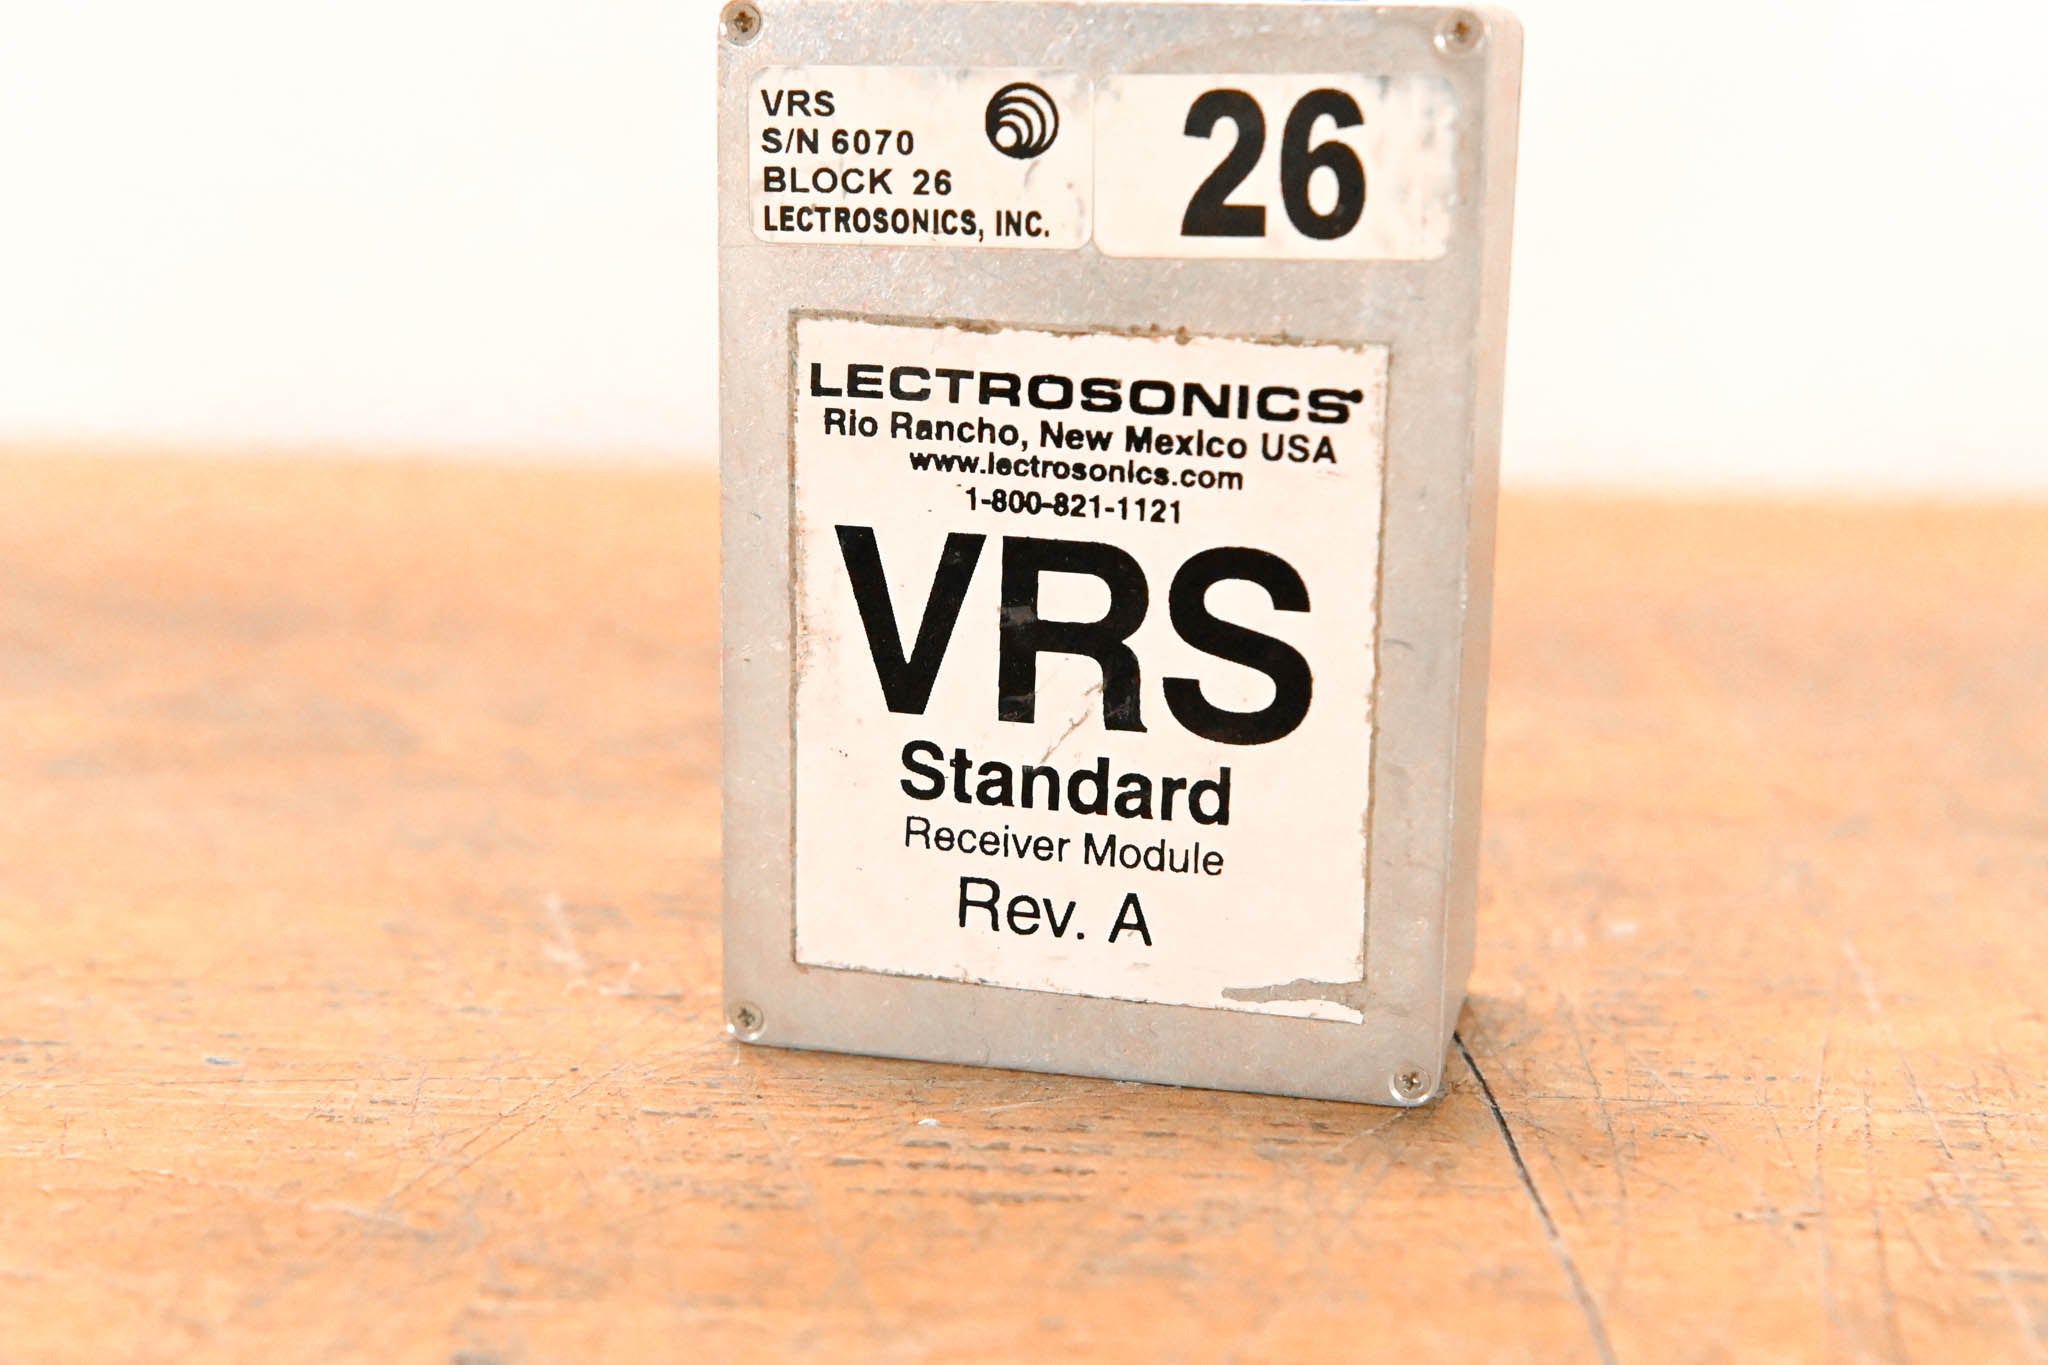 VRS
S/N 6070
BLOCK 26
LECTROSONICS, INC.
26
LECTROSONICS
Rio Rancho, New Mexico USA
www.lectrosonics.com
1-800-821-1121
VRS
Standard
Receiver Module
Rev. A